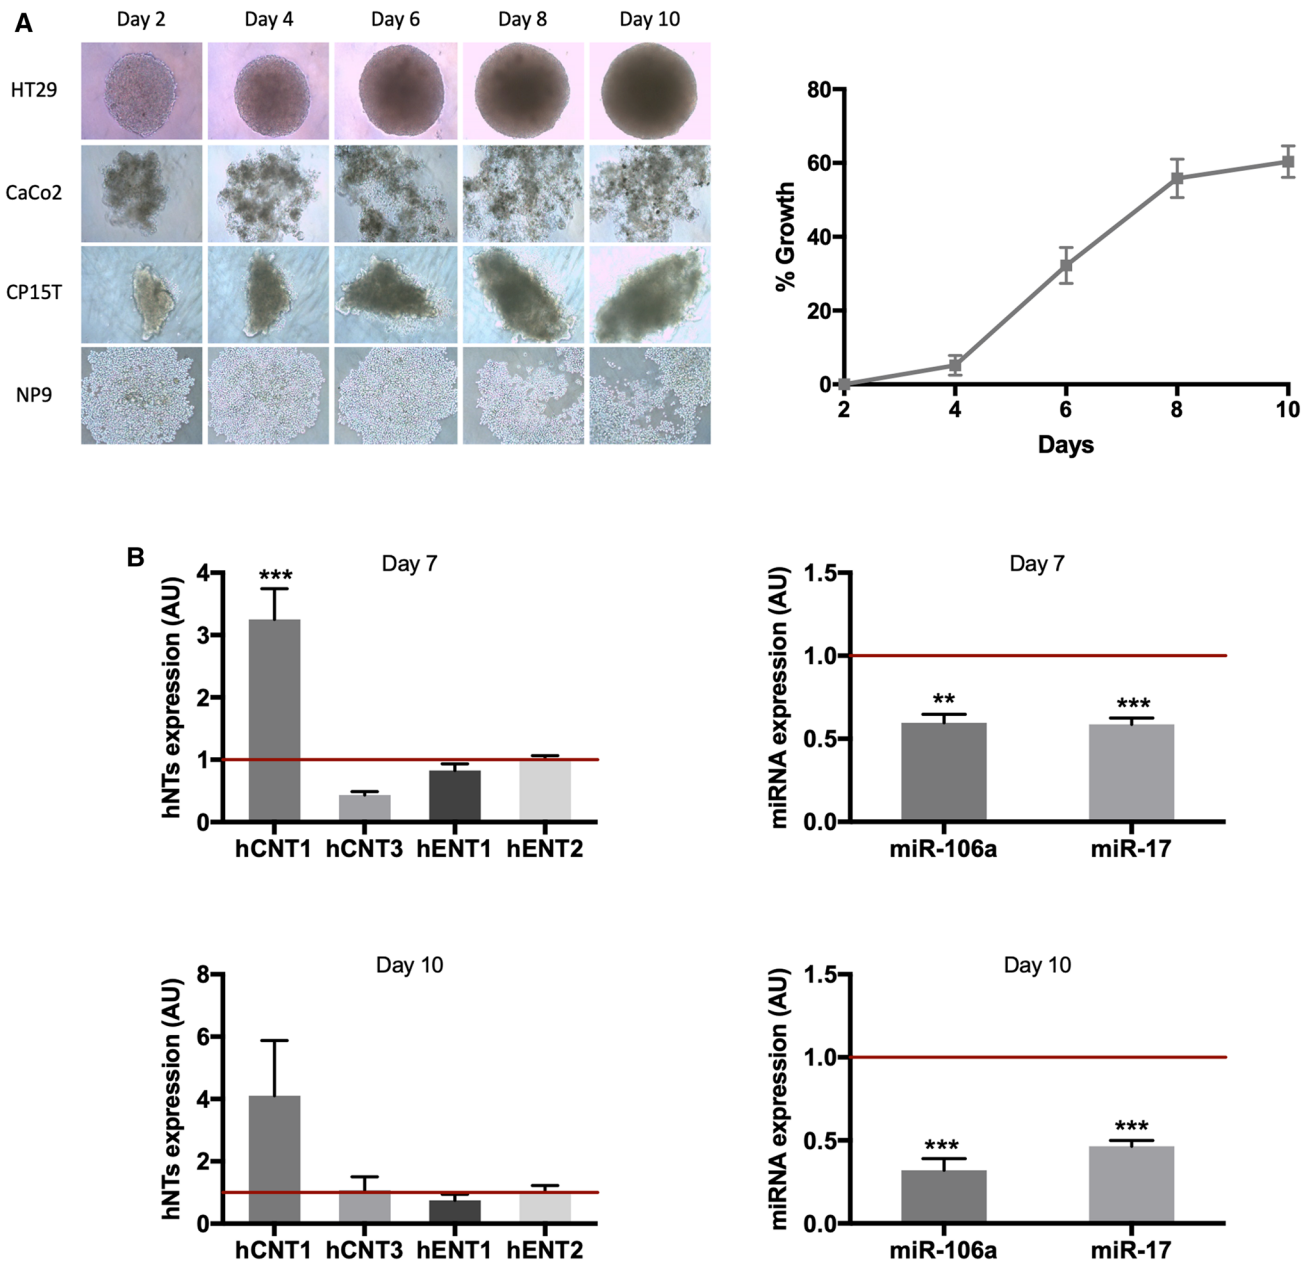 A
Day 2 Day 4 Day 6 Day 8 Day 10
HT29
CaCo2
CP15T
NP9
% Growth
80
60
40
20
0
2 4 6 8 10
Days
B
Day 7
hNTs expression (AU)
4
3
2
1
0
***
hCNT1 hCNT3 hENT1 hENT2
Day 7
miRNA expression (AU)
1.5
1.0
0.5
0.0
** ***
miR-106a miR-17
Day 10
hNTs expression (AU)
8
6
4
2
0
hCNT1 hCNT3 hENT1 hENT2
Day 10
miRNA expression (AU)
1.5
1.0
0.5
0.0
*** ***
miR-106a miR-17